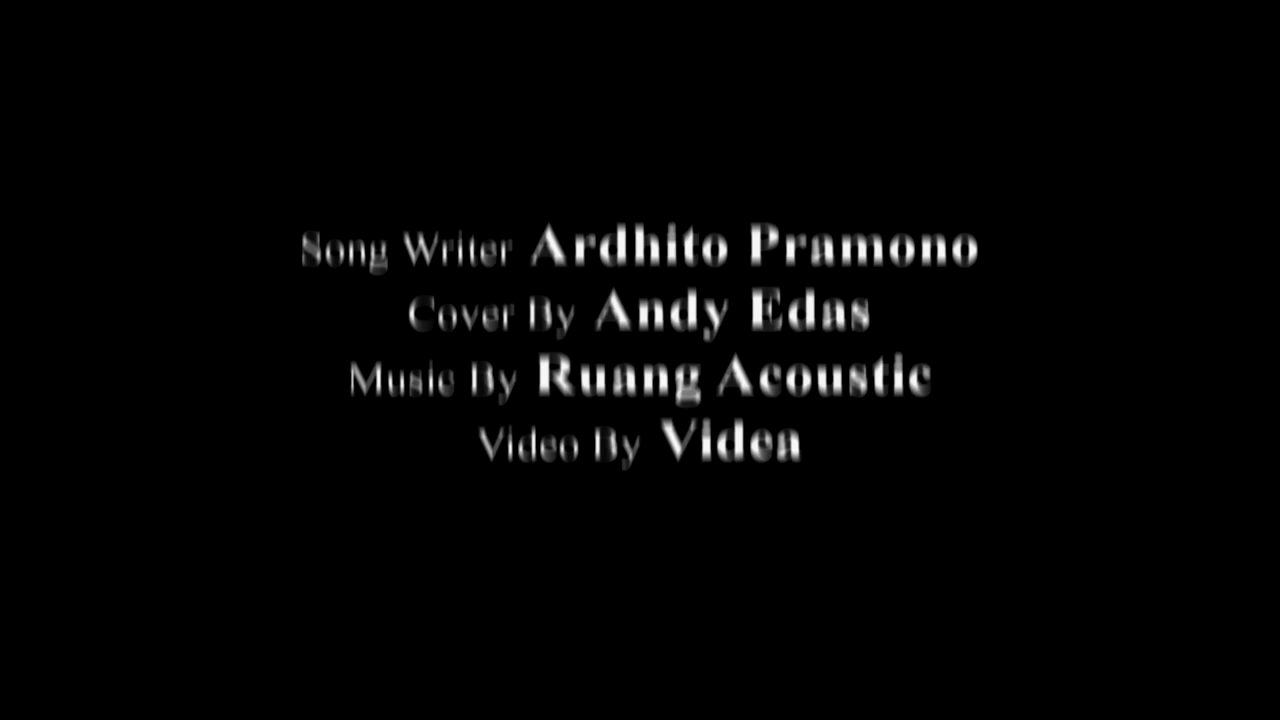 Song Writer Ardhito Pramono
Cover By Andy Edas
Music By Ruang Acoustic
Video By Videa